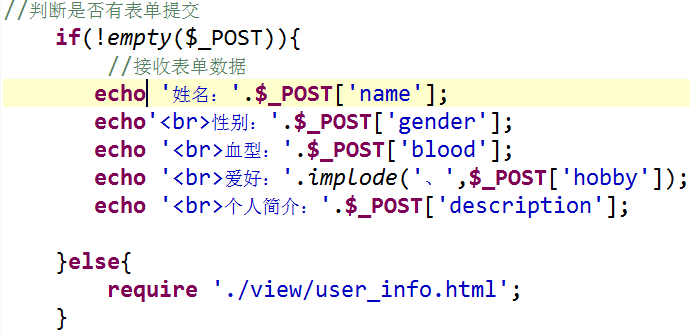 //判断是否有表单提交
if(!empty($_POST)){
//接收表单数据
echo '姓名：'.$_POST['name'];
echo'<br>性别：'.$_POST['gender'];
echo '<br>血型：'.$_POST['blood'];
echo '<br>爱好：'.implode('、',$_POST['hobby']);
echo '<br>个人简介：'.$_POST['description'];
}else{
require './view/user_info.html';
}